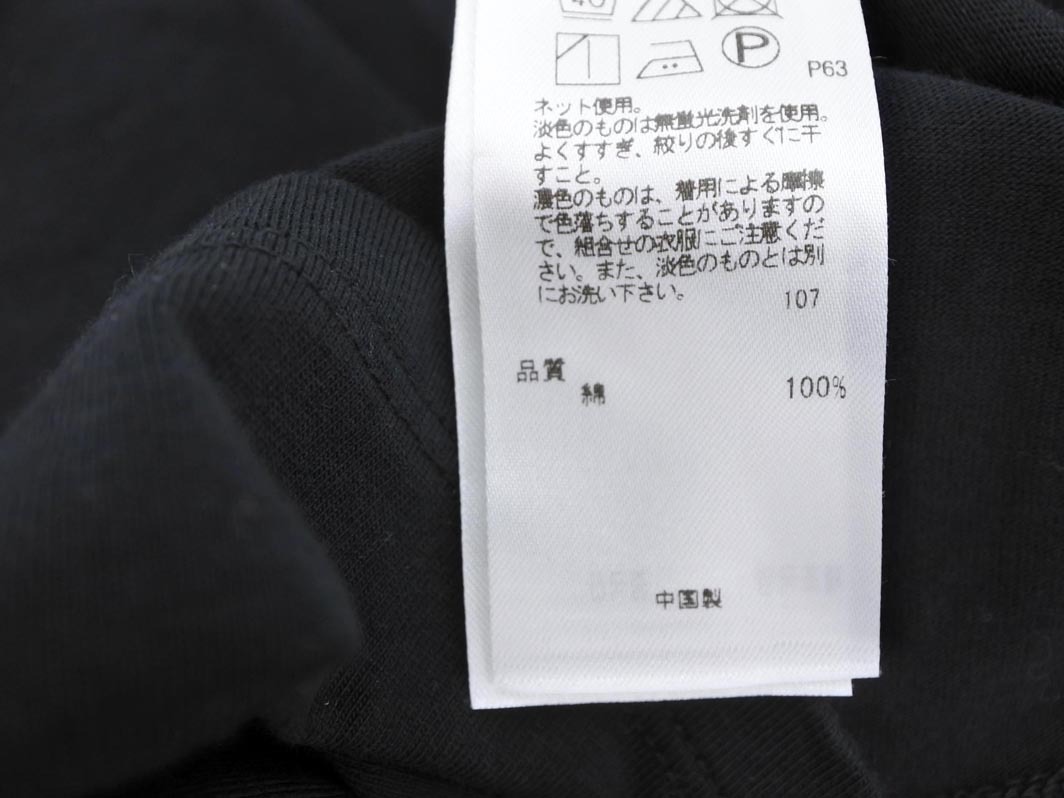 40
P
P63
ネット使用。
淡色のものは無蛍光洗剤を使用。
よくすすぎ、絞りの後すぐに干
すこと。
濃色のものは、着用による摩擦
で色落ちすることがありますの
で、組合せの衣服にご注意くだ
さい。また、淡色のものとは別
にお洗い下さい。
107
品質
綿 100%
中国製